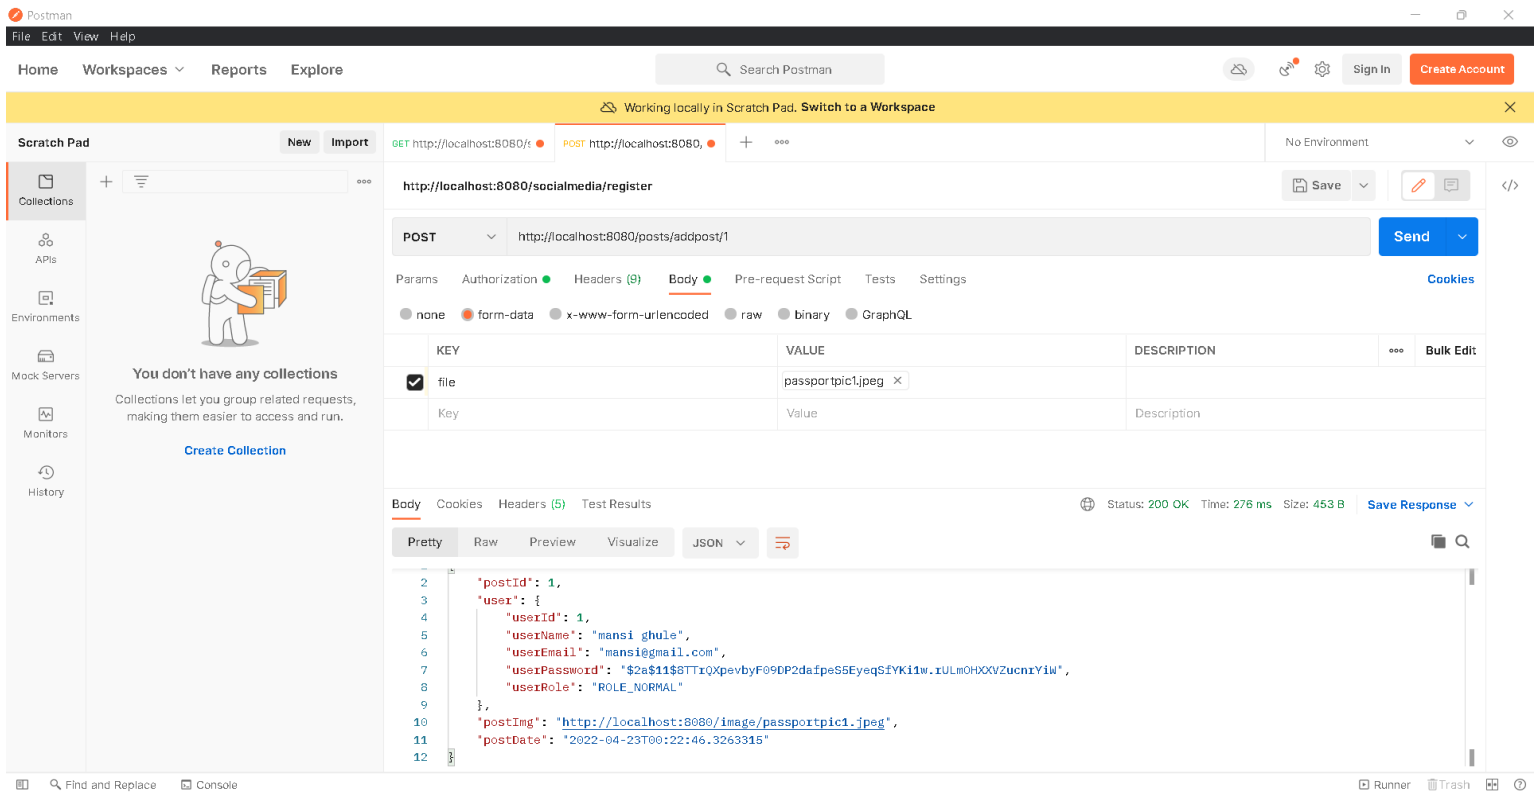 Postman
File Edit View Help
Home Workspaces Reports Explore
Search Postman
Sign In Create Account
Working locally in Scratch Pad. Switch to a Workspace
Scratch Pad New Import
GET http://localhost:8080/s POST http://localhost:8080, No Environment
Collections
APIs
Environments
Mock Servers
Monitors
History
You don't have any collections
Collections let you group related requests,
making them easier to access and run.
Create Collection
http://localhost:8080/socialmedia/register Save
POST http://localhost:8080/posts/addpost/1 Send
Params Authorization Headers (9) Body Pre-request Script Tests Settings Cookies
none form-data x-www-form-urlencoded raw binary GraphQL
KEY VALUE DESCRIPTION Bulk Edit
file passportpic1.jpeg
Key Value Description
Body Cookies Headers (5) Test Results Status: 200 OK Time: 276 ms Size: 453 B Save Response
Pretty Raw Preview Visualize JSON
2 "postId": 1,
3 "user": {
4 "userId": 1,
5 "userName": "mansi ghule",
6 "userEmail": "mansi@gmail.com",
7 "userPassword": "$2a$11$8TTrQXpevbyF09DP2dafpeS5EyeqSfYKi1w.rULmOHXXVZucnrYiW",
8 "userRole": "ROLE_NORMAL"
9 },
10 "postImg": "http://localhost:8080/image/passportpic1.jpeg",
11 "postDate": "2022-04-23T00:22:46.3263315"
12 }
Find and Replace Console Runner Trash